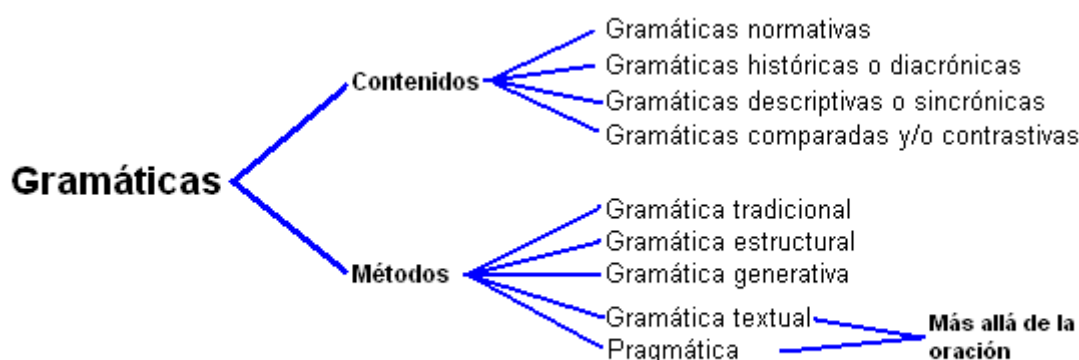 Gramáticas
Contenidos
Gramáticas normativas
Gramáticas históricas o diacrónicas
Gramáticas descriptivas o sincrónicas
Gramáticas comparadas y/o contrastivas
Métodos
Gramática tradicional
Gramática estructural
Gramática generativa
Gramática textual
Pragmática
Más allá de la
oración